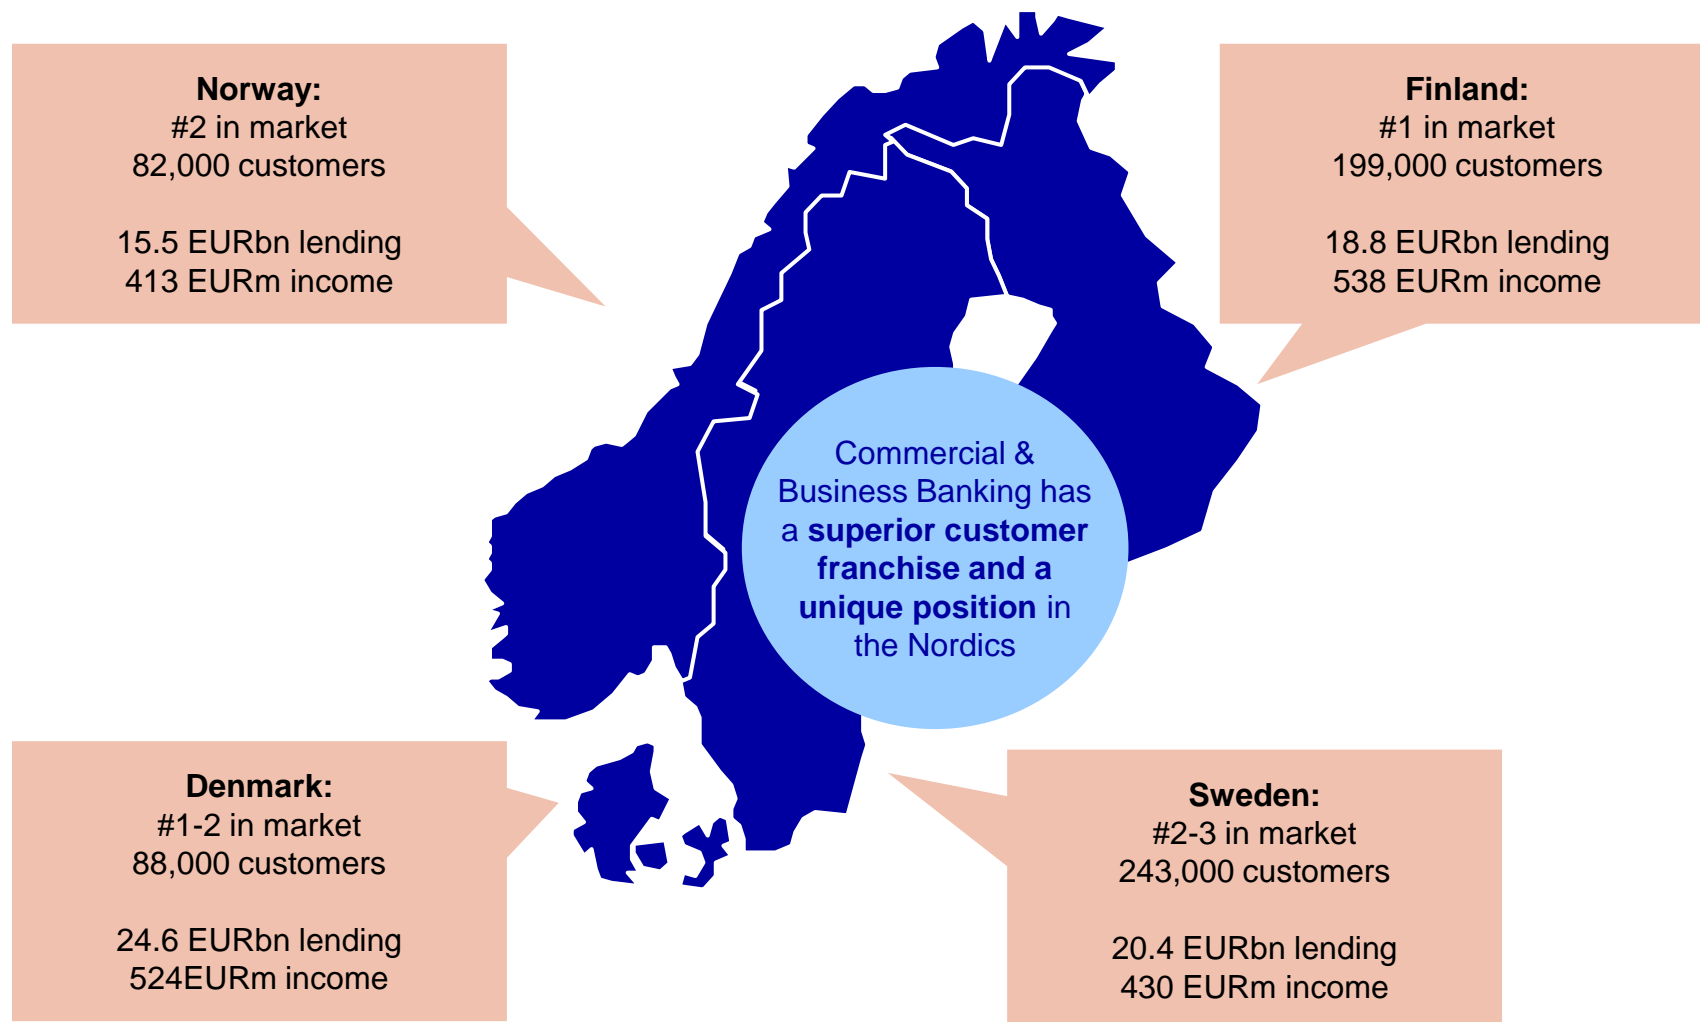 Norway:
#2 in market
82,000 customers
15.5 EURbn lending
413 EURm income
Finland:
#1 in market
199,000 customers
18.8 EURbn lending
538 EURm income
Commercial &
Business Banking has
a superior customer
franchise and a
unique position in
the Nordics
Denmark:
#1-2 in market
88,000 customers
24.6 EURbn lending
524EURm income
Sweden:
#2-3 in market
243,000 customers
20.4 EURbn lending
430 EURm income